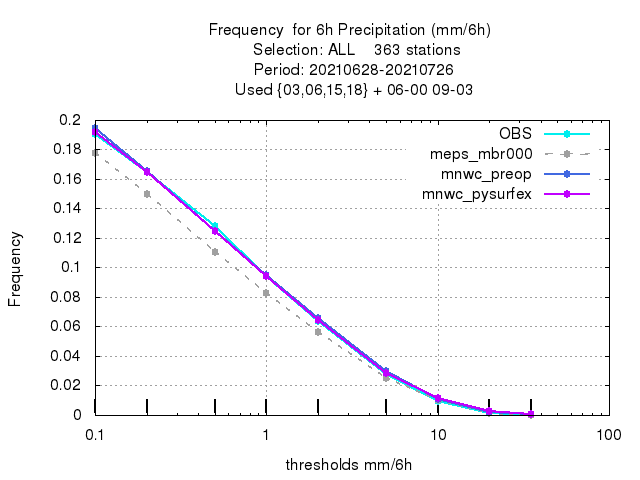 Frequency for 6h Precipitation (mm/6h)
Selection: ALL 363 stations
Period: 20210628-20210726
Used {03,06,15,18} + 06-00 09-03
OBS
meps_mbr000
mnwc_preop
mnwc_pysurfex
Frequency
0.2
0.18
0.16
0.14
0.12
0.1
0.08
0.06
0.04
0.02
0
0.1 1 10 100
thresholds mm/6h